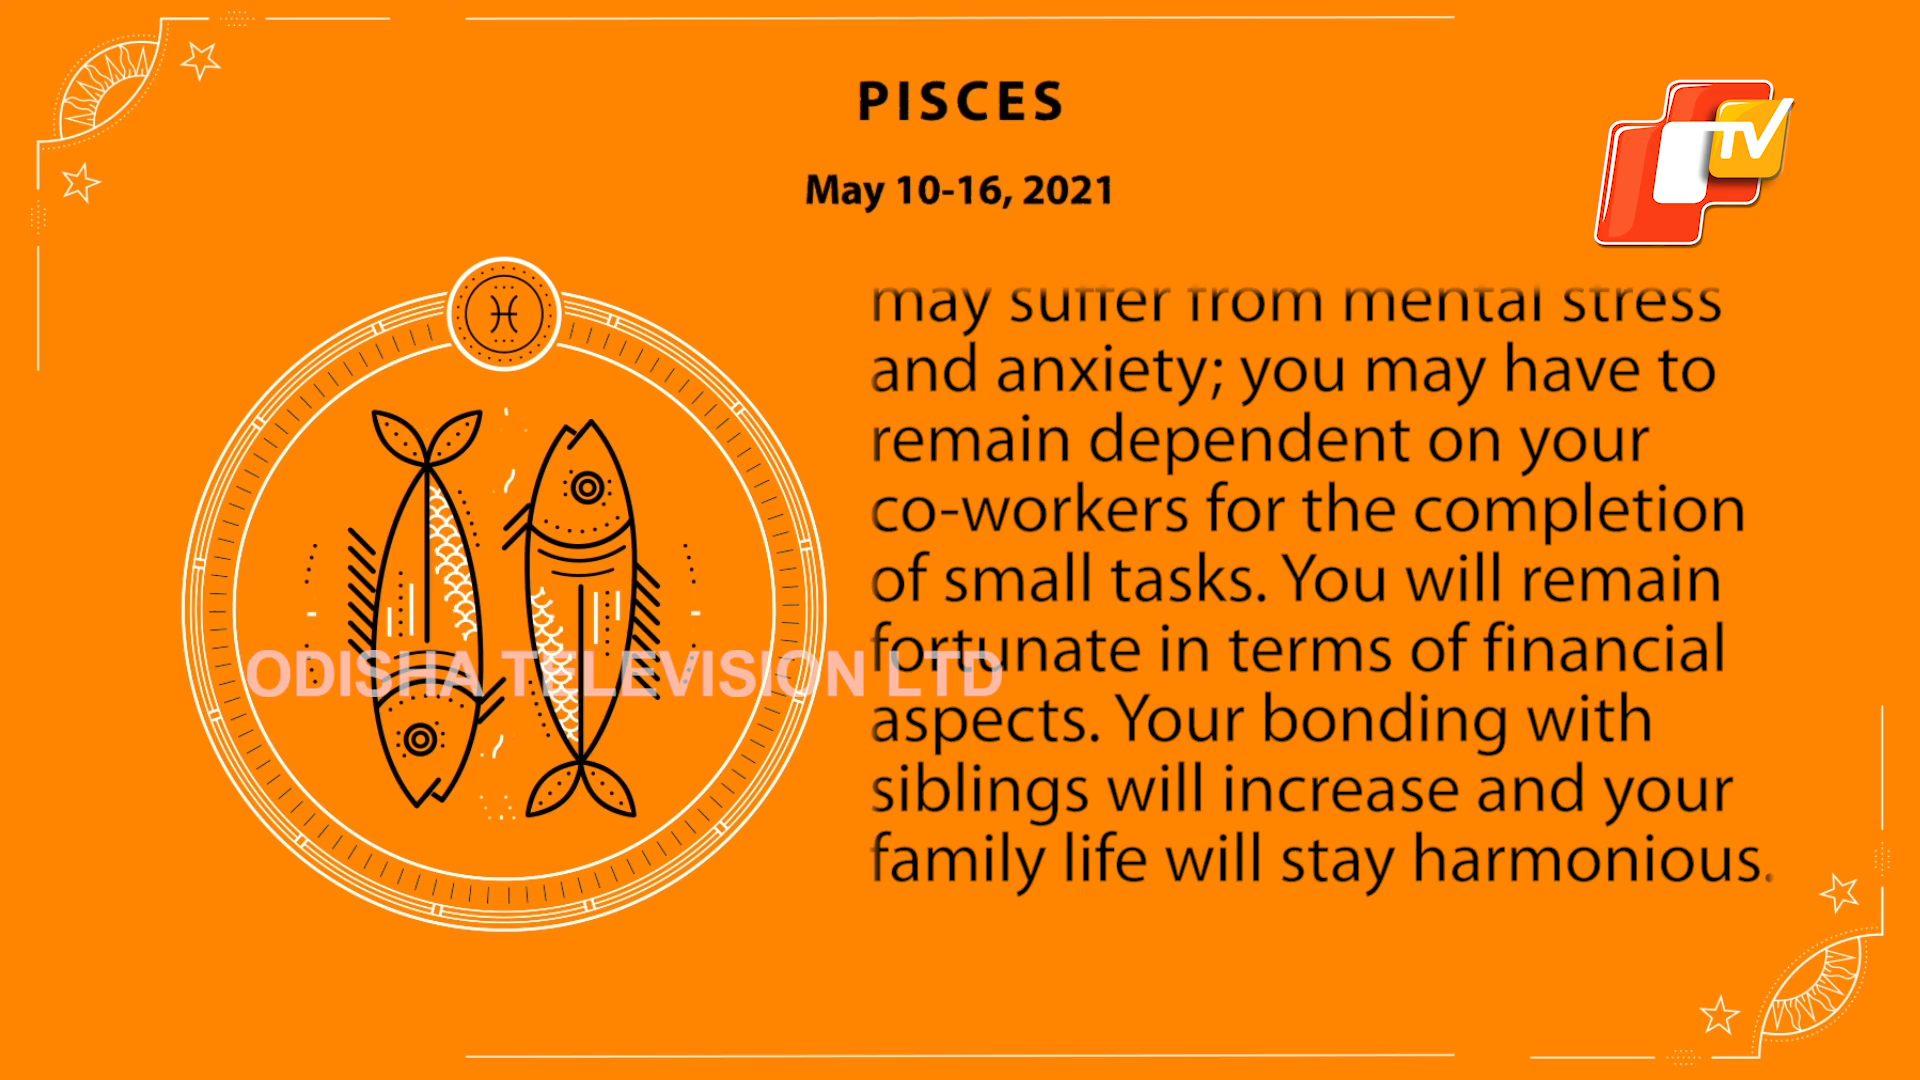 PISCES
May 10-16, 2021
TV
may suffer from mental stress
and anxiety; you may have to
remain dependent on your
co-workers for the completion
of small tasks. You will remain
fortunate in terms of financial
aspects. Your bonding with
siblings will increase and your
family life will stay harmonious.
ODISHA TELEVISION LTD